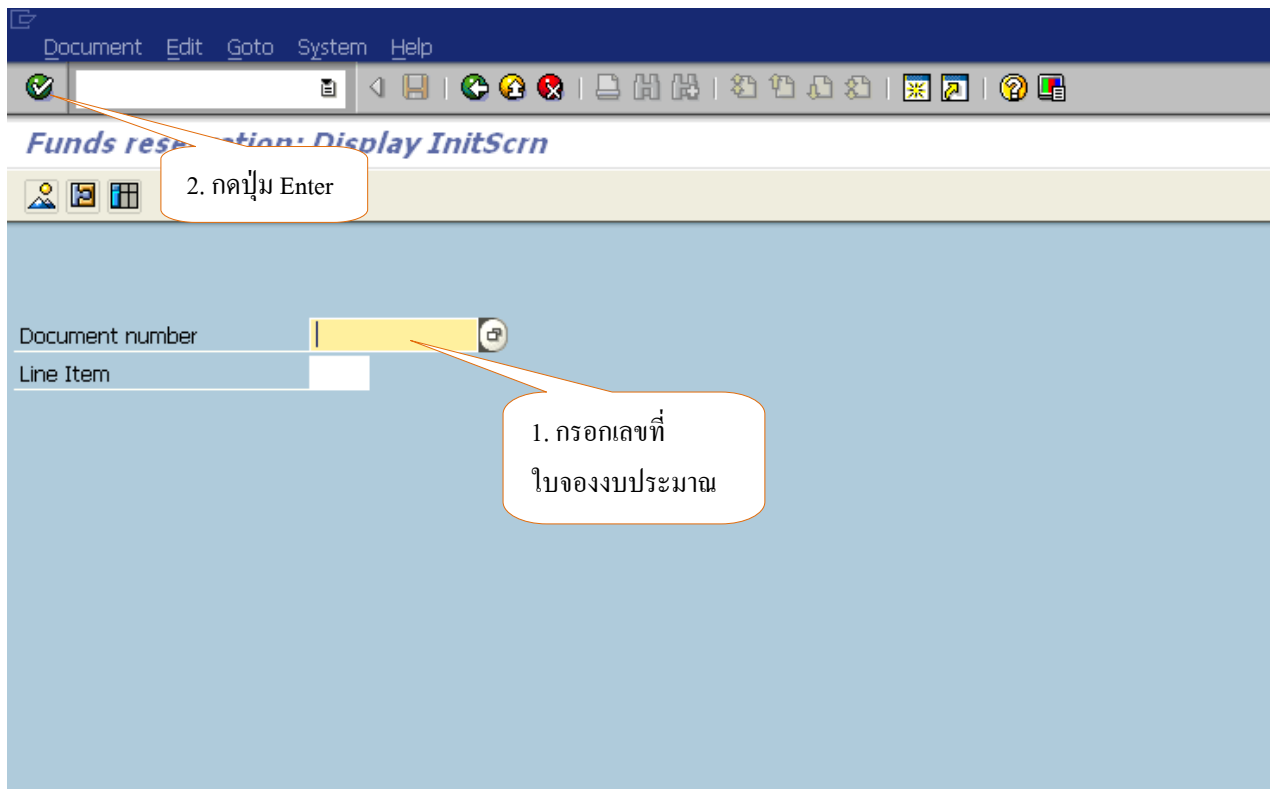 Document Edit Goto System Help
Funds reservation: Display InitScrn
2. กดปุ่ม Enter
Document number
Line Item
1. กรอกเลขที่
ใบจองงบประมาณ